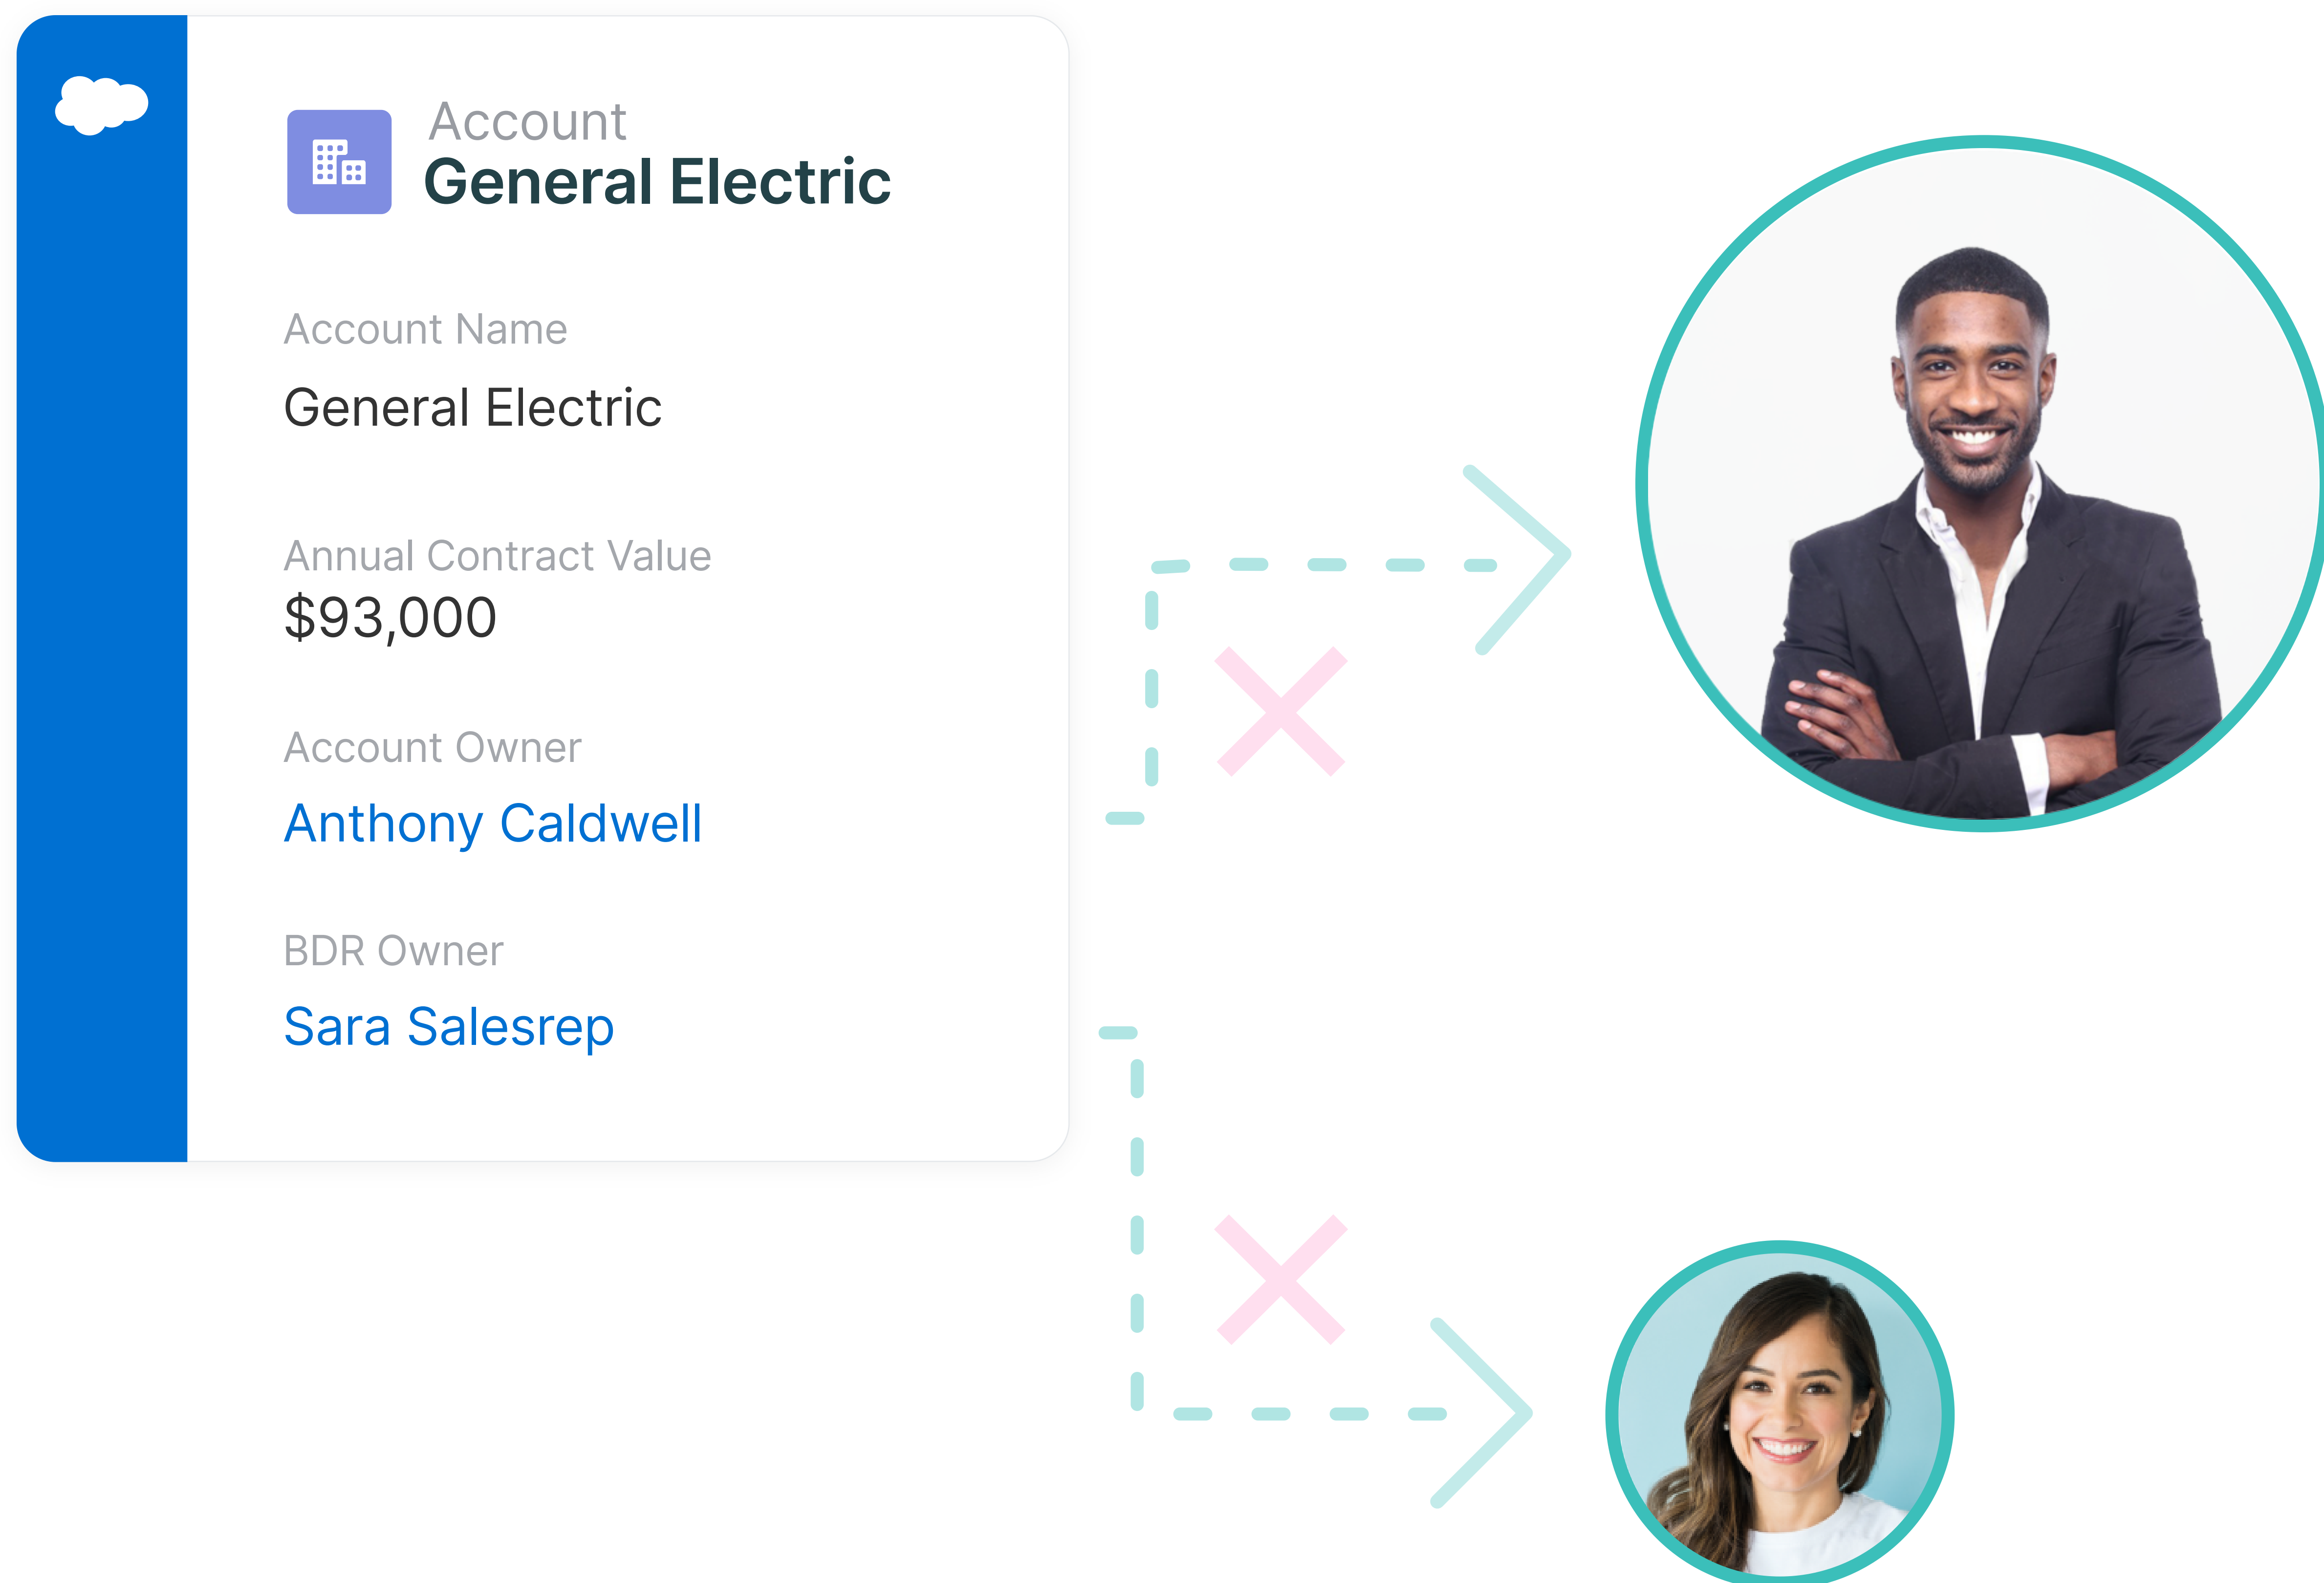 Account
General Electric
Account Name
General Electric
Annual Contract Value
$93,000
Account Owner
Anthony Caldwell
BDR Owner
Sara Salesrep